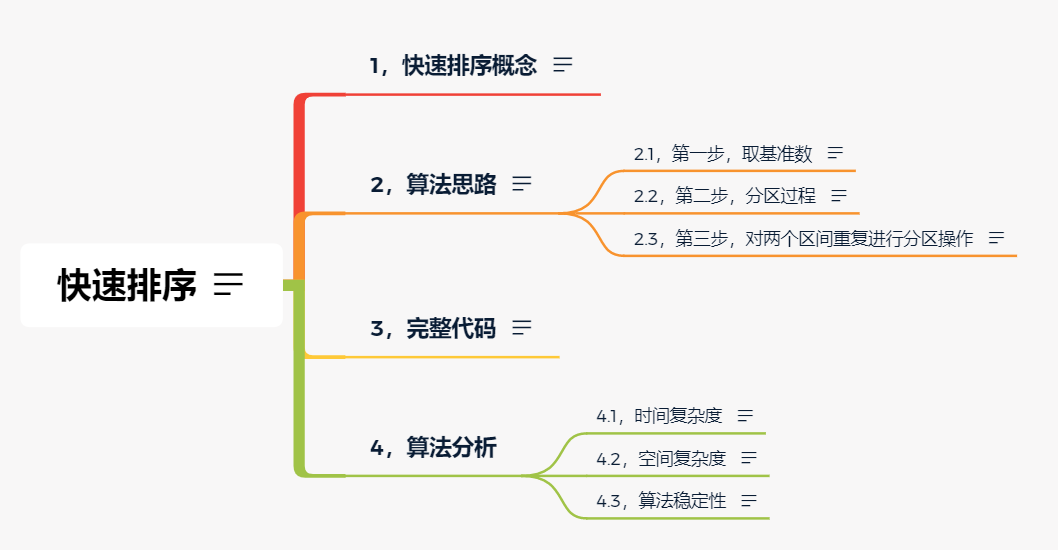 快速排序
1，快速排序概念
2，算法思路
2.1，第一步，取基准数
2.2，第二步，分区过程
2.3，第三步，对两个区间重复进行分区操作
3，完整代码
4，算法分析
4.1，时间复杂度
4.2，空间复杂度
4.3，算法稳定性